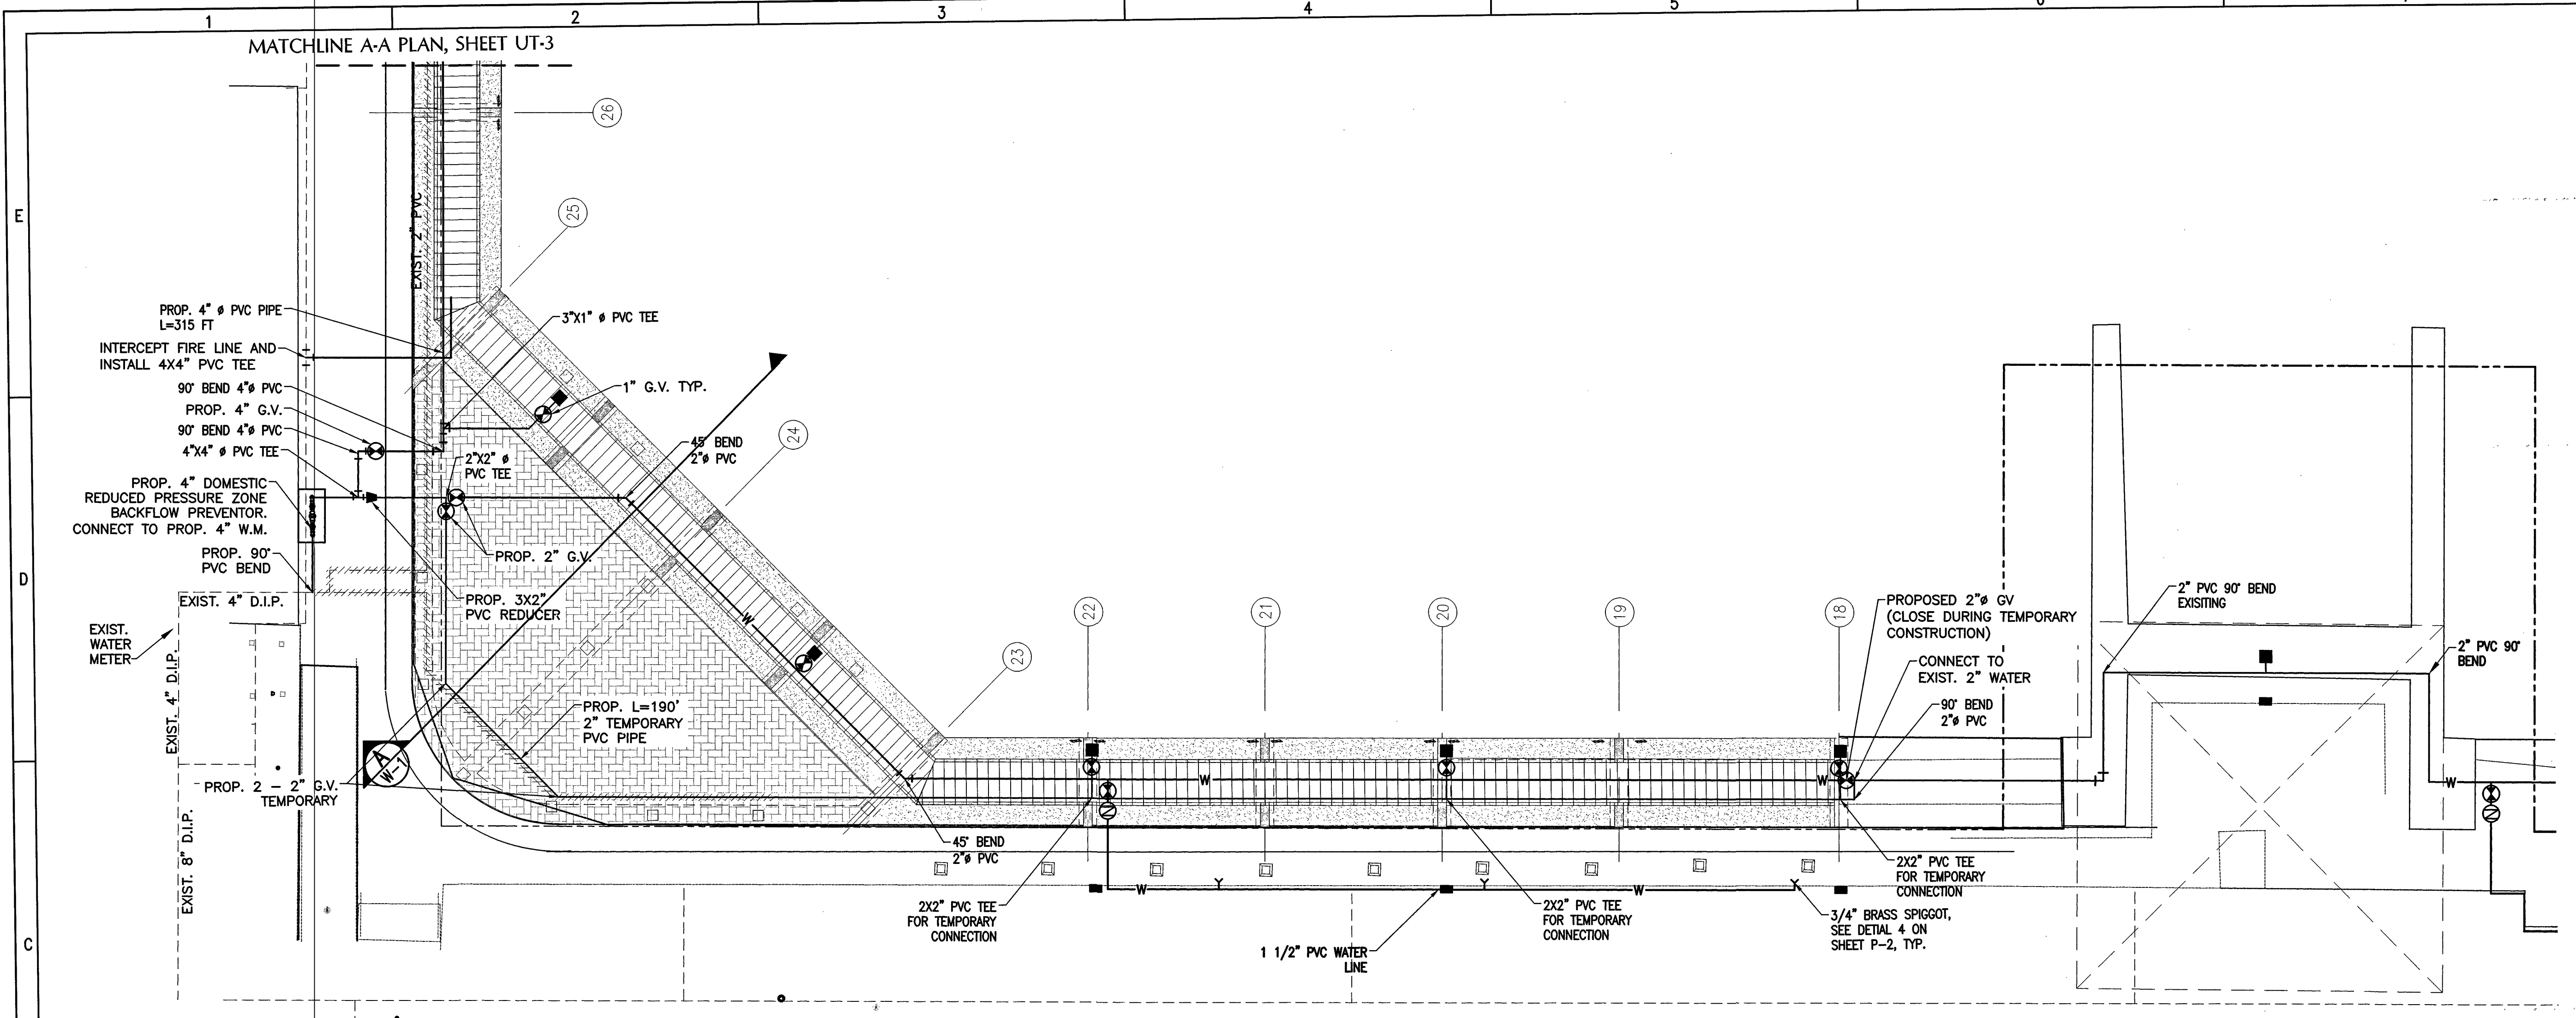 1
2
3
4
5
MATCHLINE A-A PLAN, SHEET UT-3
26
E
EXIST. 2" PVC
25
PROP. 4" ø PVC PIPE
L=315 FT
3"X1" ø PVC TEE
INTERCEPT FIRE LINE AND
INSTALL 4X4" PVC TEE
90° BEND 4"ø PVC
1" G.V. TYP.
PROP. 4" G.V.
90° BEND 4"ø PVC
4"X4" ø PVC TEE
24
45° BEND
2"ø PVC
2"X2" ø
PVC TEE
PROP. 4" DOMESTIC
REDUCED PRESSURE ZONE
BACKFLOW PREVENTOR.
CONNECT TO PROP. 4" W.M.
PROP. 90°
PVC BEND
PROP. 2" G.V.
D
EXIST. 4" D.I.P.
PROP. 3X2"
PVC REDUCER
EXIST.
WATER
METER
W
22
21
20
19
18
PROPOSED 2"ø GV
(CLOSE DURING TEMPORARY
CONSTRUCTION)
2" PVC 90° BEND
EXISITING
23
CONNECT TO
EXIST. 2" WATER
2" PVC 90°
BEND
EXIST. 4" D.I.P.
PROP. L=190'
2" TEMPORARY
PVC PIPE
90° BEND
2"ø PVC
A
W-1
PROP. 2 - 2" G.V.
TEMPORARY
W
W
W
EXIST. 8" D.I.P.
45° BEND
2"ø PVC
2X2" PVC TEE
FOR TEMPORARY
CONNECTION
W
W
2X2" PVC TEE
FOR TEMPORARY
CONNECTION
2X2" PVC TEE
FOR TEMPORARY
CONNECTION
3/4" BRASS SPIGGOT,
SEE DETIAL 4 ON
SHEET P-2, TYP.
C
1 1/2" PVC WATER
LINE